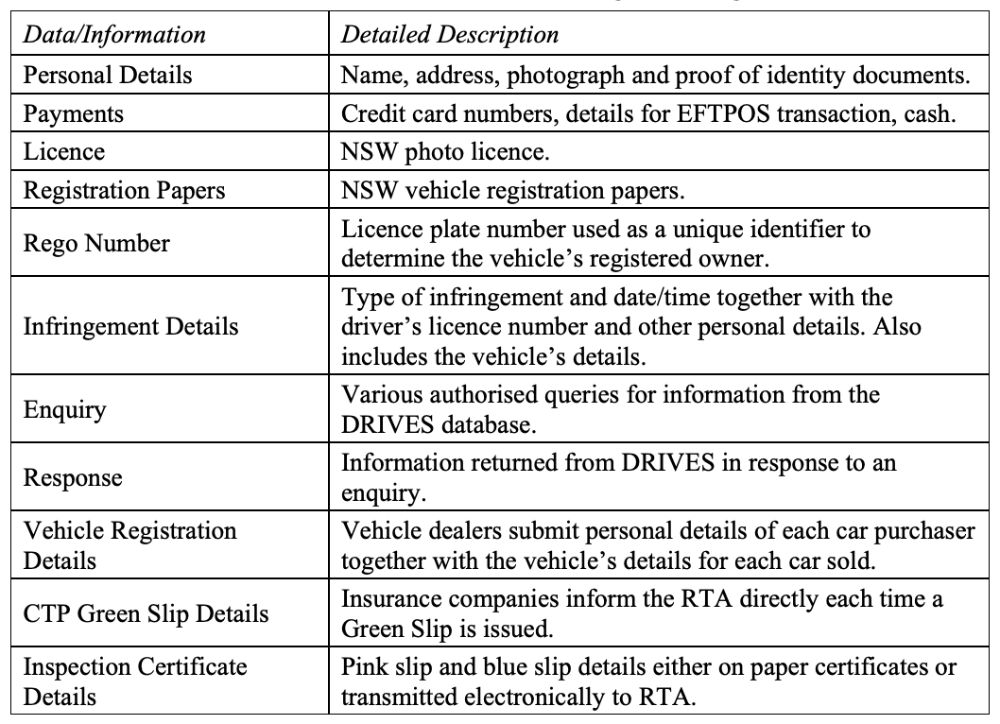 Data/Information Detailed Description
Personal Details Name, address, photograph and proof of identity documents.
Payments Credit card numbers, details for EFTPOS transaction, cash.
Licence NSW photo licence.
Registration Papers NSW vehicle registration papers.
Rego Number Licence plate number used as a unique identifier to
determine the vehicle's registered owner.
Infringement Details Type of infringement and date/time together with the
driver's licence number and other personal details. Also
includes the vehicle's details.
Enquiry Various authorised queries for information from the
DRIVES database.
Response Information returned from DRIVES in response to an
enquiry.
Vehicle Registration Vehicle dealers submit personal details of each car purchaser
Details together with the vehicle's details for each car sold.
CTP Green Slip Details Insurance companies inform the RTA directly each time a
Green Slip is issued.
Inspection Certificate Pink slip and blue slip details either on paper certificates or
Details transmitted electronically to RTA.